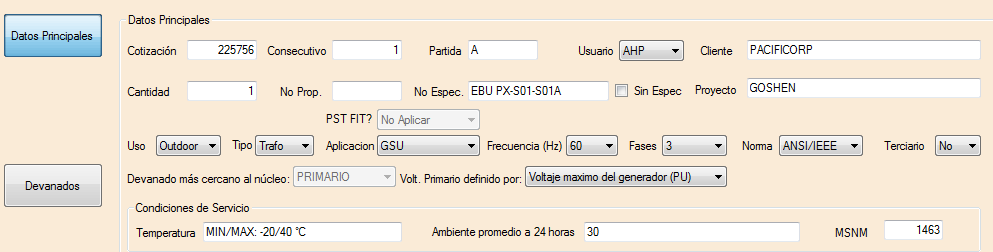 Datos Principales
Datos Principales
Cotización 225756 Consecutivo 1 Partida A Usuario AHP Cliente PACIFICORP
Cantidad 1 No Prop. No Espec. EBU PX-S01-S01A Sin Espec Proyecto GOSHEN
PST FIT? No Aplicar
Uso Outdoor Tipo Trafo Aplicacion GSU Frecuencia (Hz) 60 Fases 3 Norma ANSI/IEEE Terciario No
Devanados
Devanado más cercano al núcleo: PRIMARIO Volt. Primario definido por: Voltaje maximo del generador (PU)
Condiciones de Servicio
Temperatura MIN/MAX: -20/40 °C Ambiente promedio a 24 horas 30 MSNM 1463